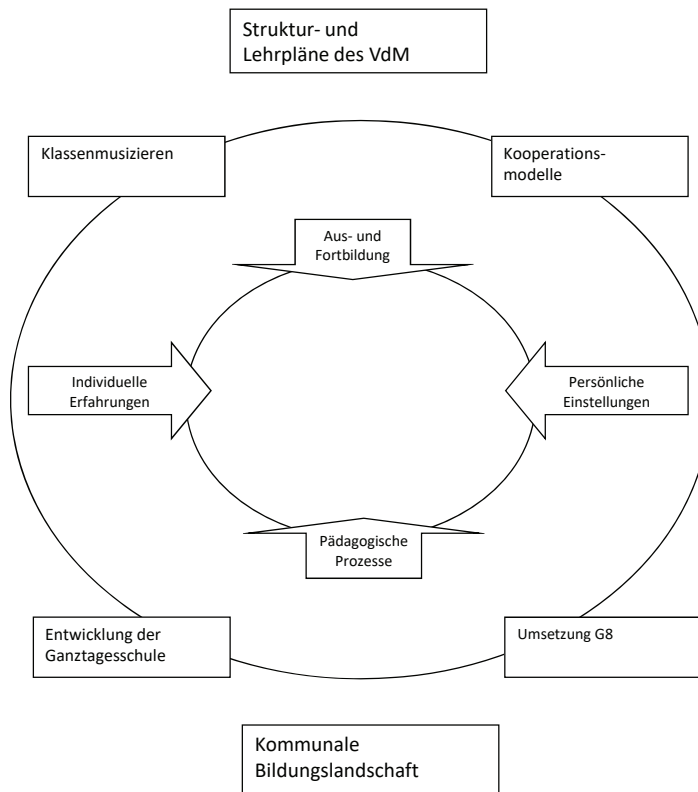 Struktur- und
Lehrpläne des VdM
Klassenmusizieren
Kooperations-
modelle
Aus- und
Fortbildung
Individuelle
Erfahrungen
Persönliche
Einstellungen
Pädagogische
Prozesse
Entwicklung der
Ganztagesschule
Umsetzung G8
Kommunale
Bildungslandschaft